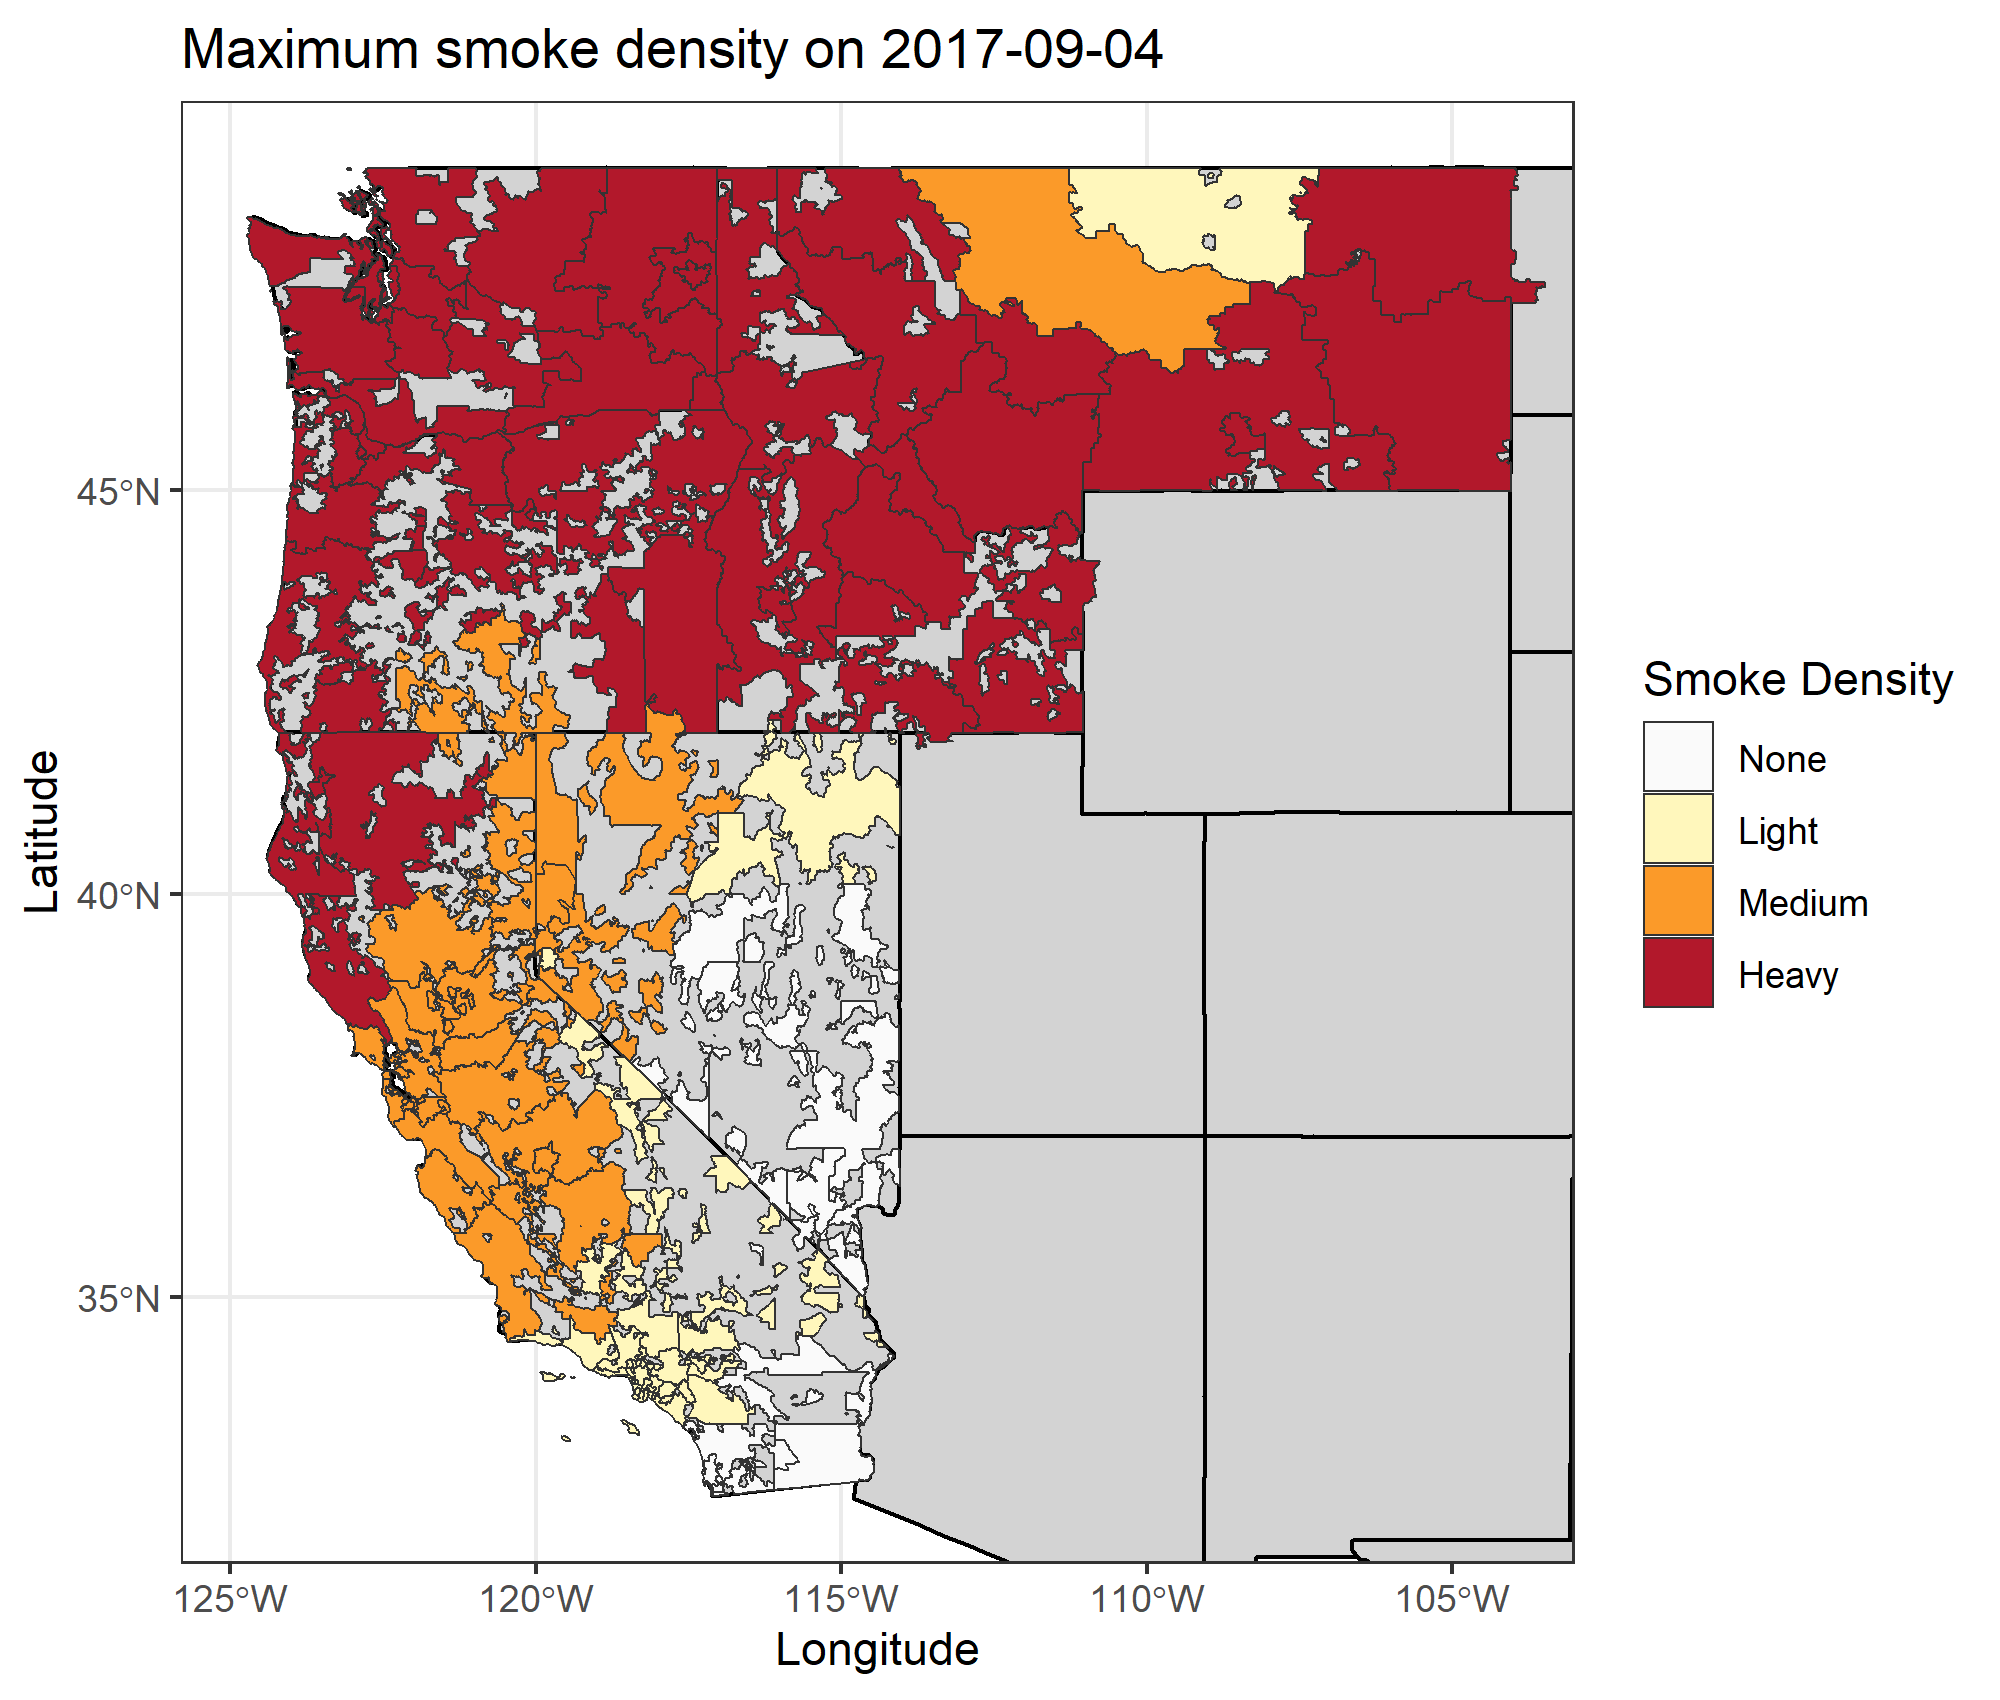 Maximum smoke density on 2017-09-04
45°N
40°N
35°N
Latitude
125°W
120°W
115°W
110°W
105°W
Longitude
Smoke Density
None
Light
Medium
Heavy